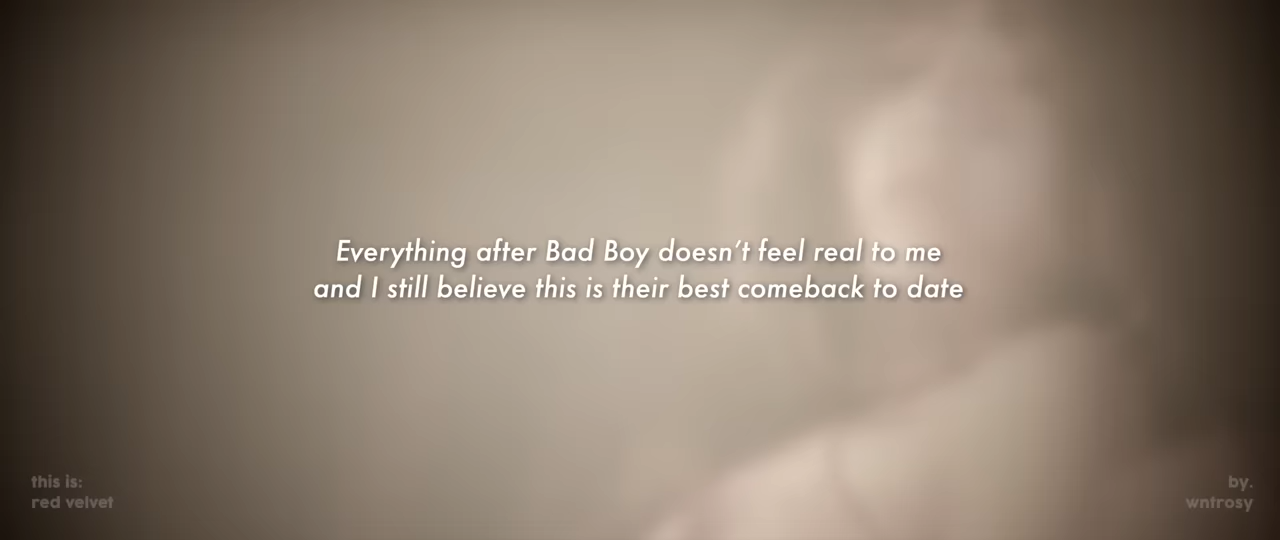 Everything after Bad Boy doesn't feel real to me
and I still believe this is their best comeback to date
this is:
red velvet
by.
wntrosy